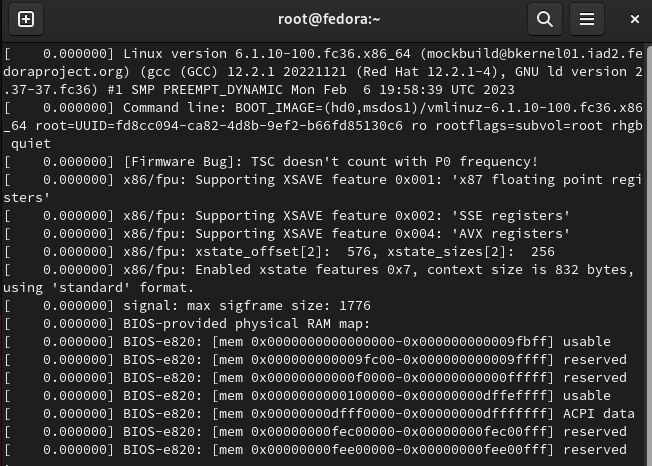 root@fedora:~
[    0.000000] Linux version 6.1.10-100.fc36.x86_64 (mockbuild@bkernel01.iad2.fe
doraproject.org) (gcc (GCC) 12.2.1 20221121 (Red Hat 12.2.1-4), GNU ld version 2
.37-37.fc36) #1 SMP PREEMPT_DYNAMIC Mon Feb  6 19:58:39 UTC 2023
[    0.000000] Command line: BOOT_IMAGE=(hd0,msdos1)/vmlinuz-6.1.10-100.fc36.x86
_64 root=UUID=fd8cc094-ca82-4d8b-9ef2-b66fd85130c6 ro rootflags=subvol=root rhgb
 quiet
[    0.000000] [Firmware Bug]: TSC doesn't count with P0 frequency!
[    0.000000] x86/fpu: Supporting XSAVE feature 0x001: 'x87 floating point regi
sters'
[    0.000000] x86/fpu: Supporting XSAVE feature 0x002: 'SSE registers'
[    0.000000] x86/fpu: Supporting XSAVE feature 0x004: 'AVX registers'
[    0.000000] x86/fpu: xstate_offset[2]:  576, xstate_sizes[2]:  256
[    0.000000] x86/fpu: Enabled xstate features 0x7, context size is 832 bytes,
using 'standard' format.
[    0.000000] signal: max sigframe size: 1776
[    0.000000] BIOS-provided physical RAM map:
[    0.000000] BIOS-e820: [mem 0x0000000000000000-0x000000000009fbff] usable
[    0.000000] BIOS-e820: [mem 0x000000000009fc00-0x000000000009ffff] reserved
[    0.000000] BIOS-e820: [mem 0x00000000000f0000-0x00000000000fffff] reserved
[    0.000000] BIOS-e820: [mem 0x0000000000100000-0x00000000dffeffff] usable
[    0.000000] BIOS-e820: [mem 0x00000000dfff0000-0x00000000dfffffff] ACPI data
[    0.000000] BIOS-e820: [mem 0x00000000fec00000-0x00000000fec00fff] reserved
[    0.000000] BIOS-e820: [mem 0x00000000fee00000-0x00000000fee00fff] reserved